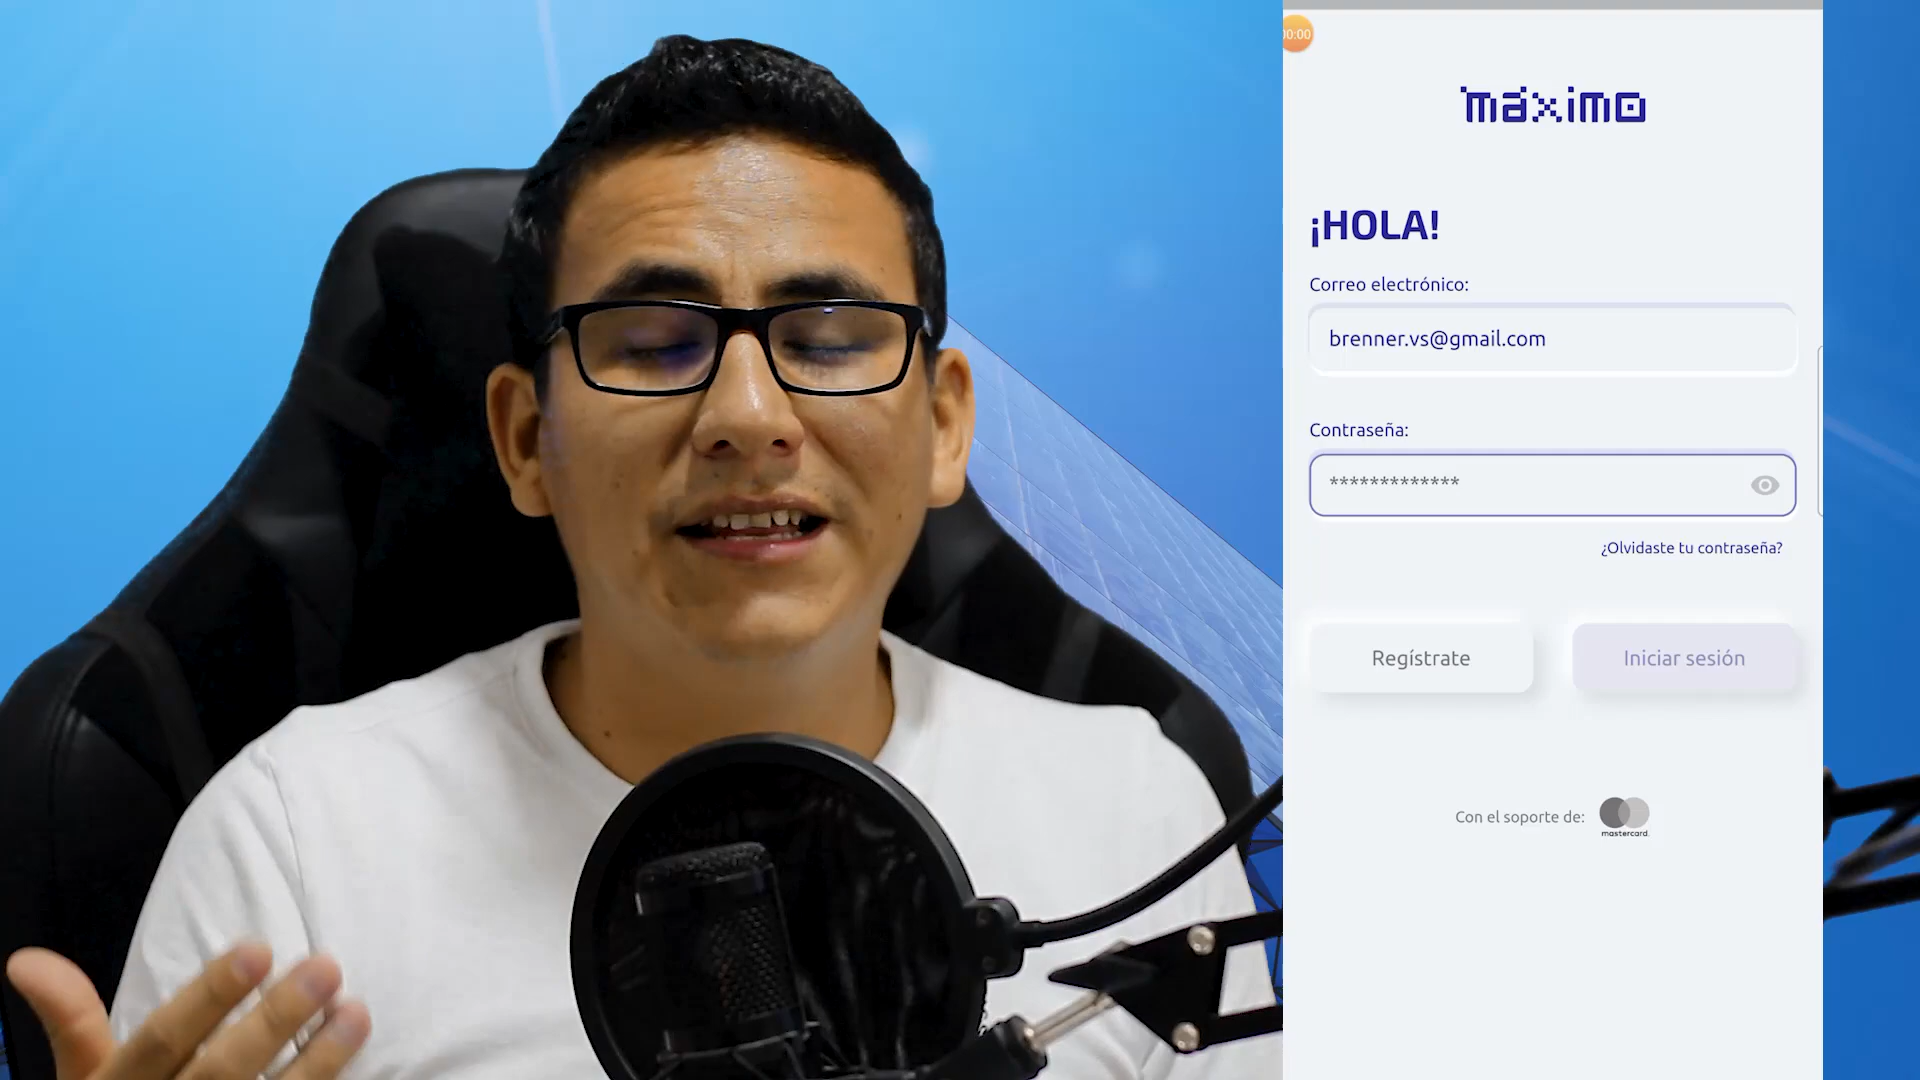 00:00
máximo
¡HOLA!
Correo electrónico:
brenner.vs@gmail.com
Contraseña:
*************
¿Olvidaste tu contraseña?
Regístrate
Iniciar sesión
Con el soporte de:
mastercard.